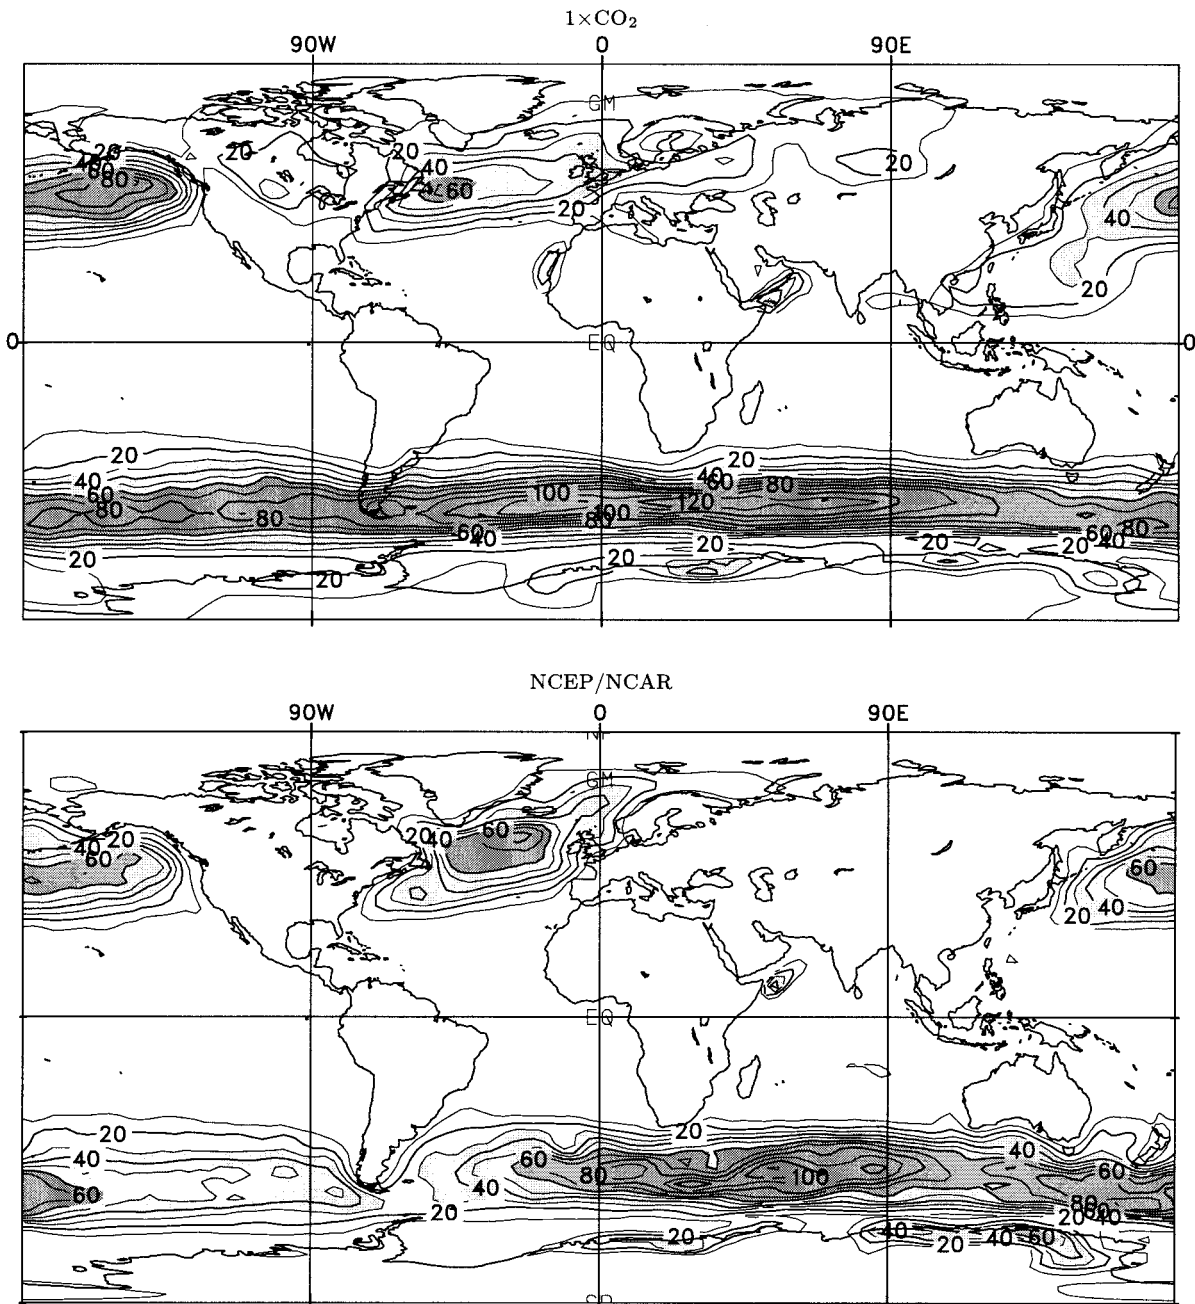 1×CO₂
90W 0 90E
GM
20 20 20 20
40 60 80 40 60 40
20 20
0 EQ 0
20 20
40 60 40 60 80
80 80 100 100 120 80
60 40 60 80 40
20 20 20 20 20
20
NCEP/NCAR
90W 0 90E
GM
40 20 20 40 60
60 60
20 40
EQ
20 20
40 60 40
60 40 80 100 60
20 80
20 40
20 40 20 40 60